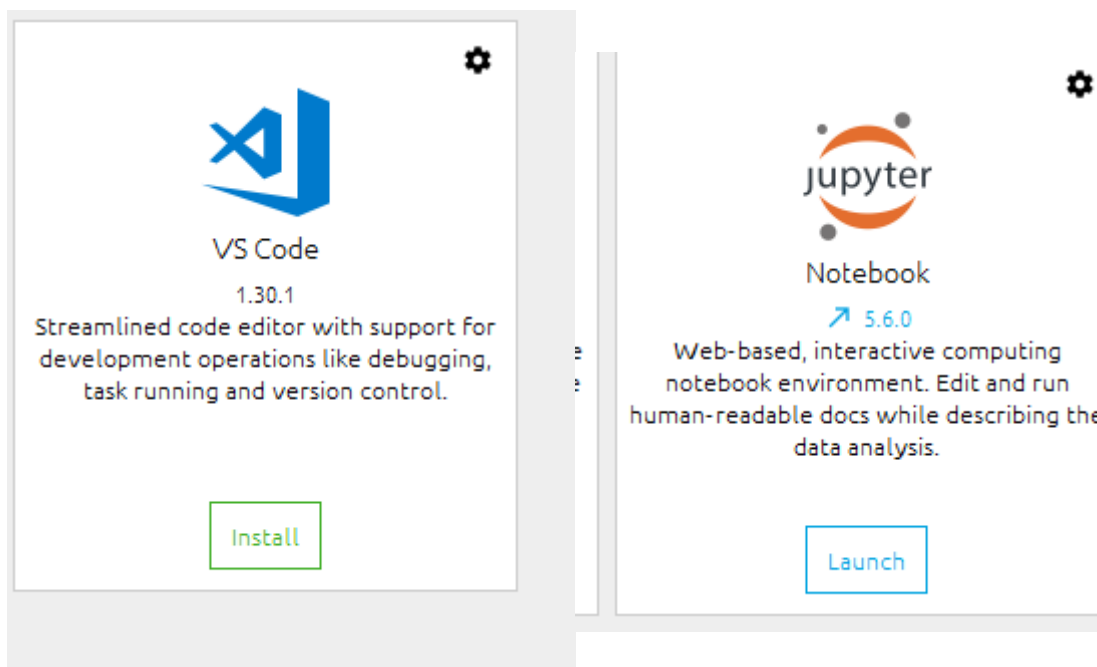 VS Code
1.30.1
Streamlined code editor with support for
development operations like debugging,
task running and version control.
Install
e
e
jupyter
Notebook
5.6.0
Web-based, interactive computing
notebook environment. Edit and run
human-readable docs while describing the
data analysis.
Launch